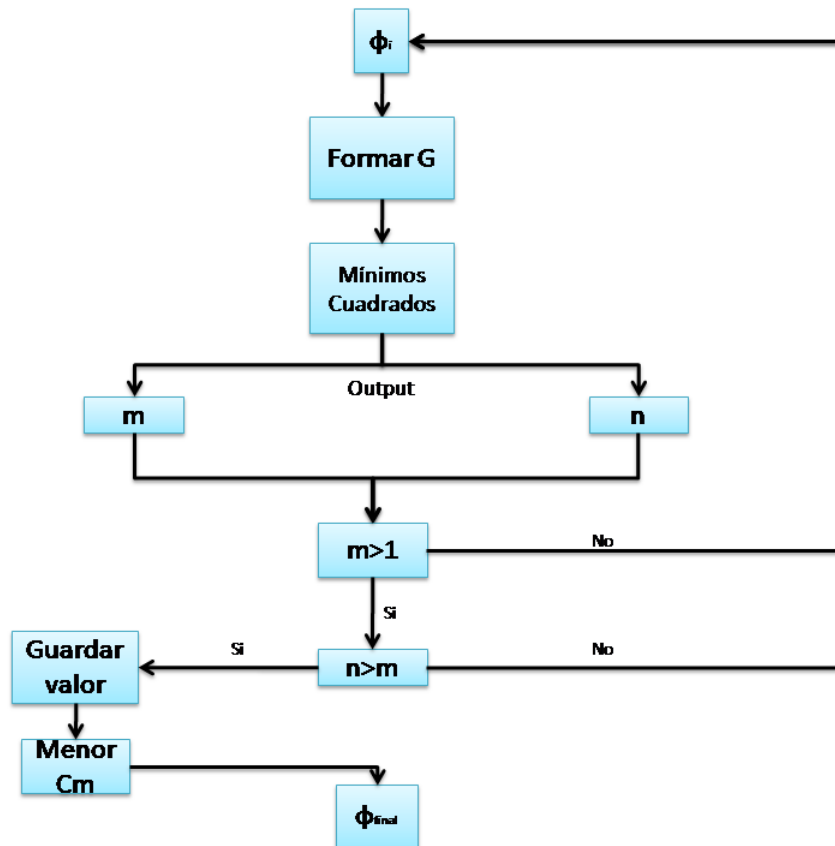 ϕi
Formar G
Mínimos
Cuadrados
Output
m
n
m>1
No
Si
Guardar
valor
Si
n>m
No
Menor
Cm
ϕfinal